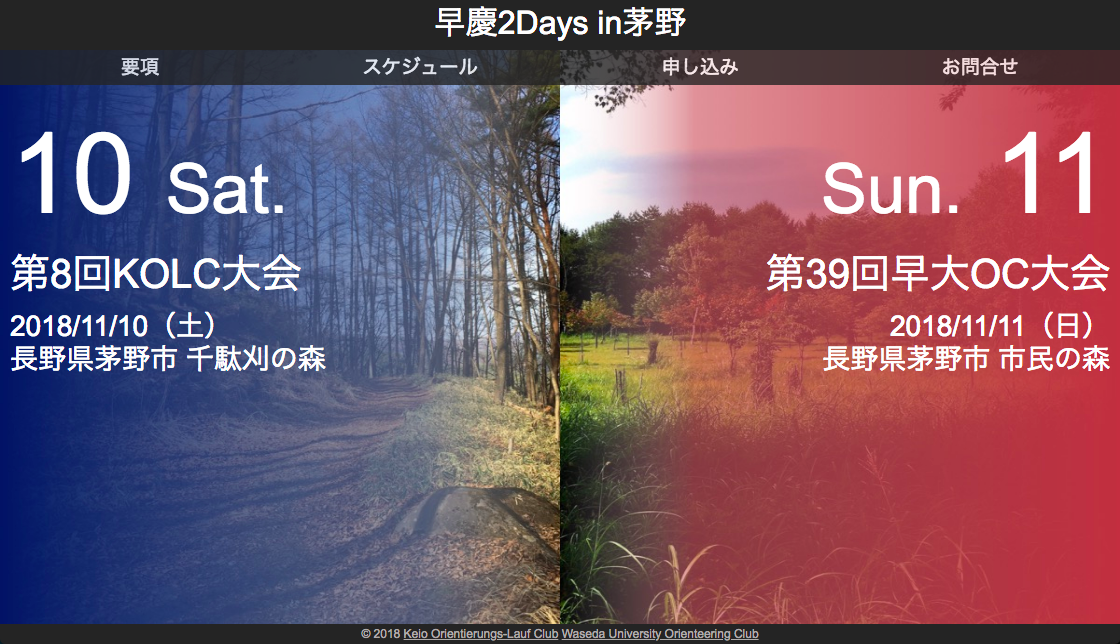 早慶2Days in茅野
要項 スケジュール 申し込み お問合せ
10 Sat.
第8回KOLC大会
2018/11/10（土）
長野県茅野市 千駄刈の森
Sun. 11
第39回早大OC大会
2018/11/11（日）
長野県茅野市 市民の森
© 2018 Keio Orientierungs-Lauf Club Waseda University Orienteering Club